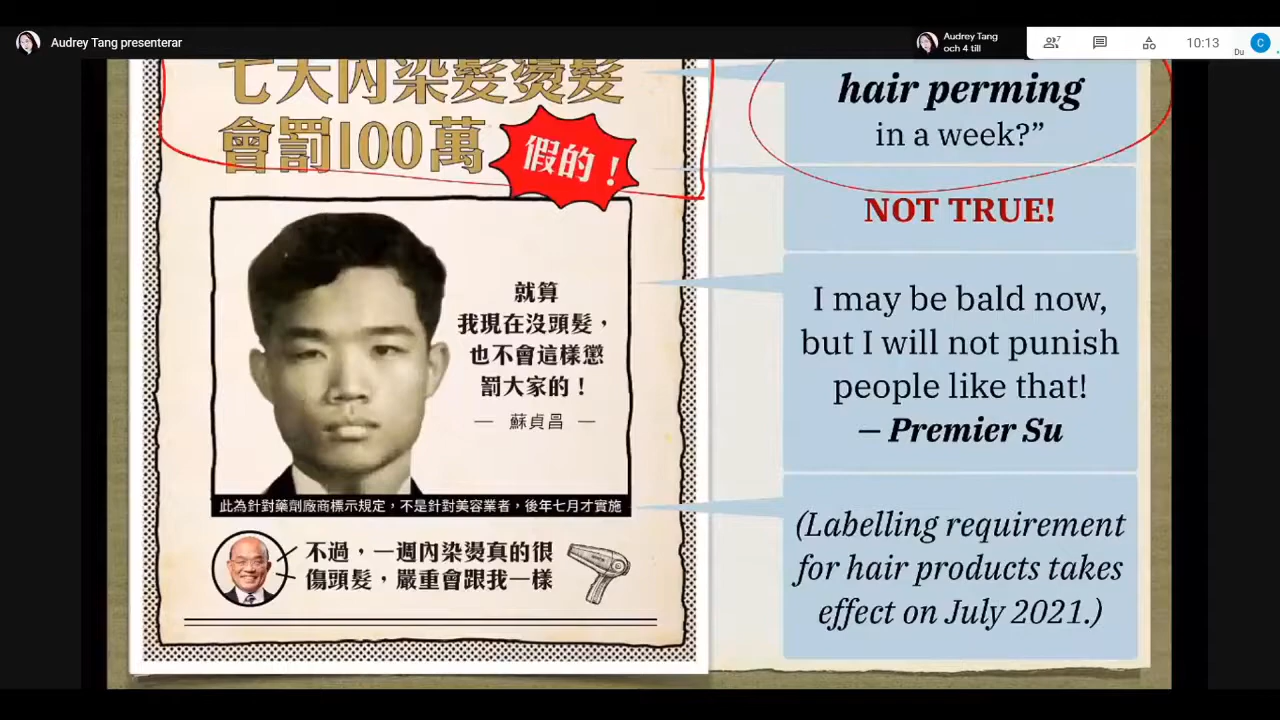 Audrey Tang presenterar
Audrey Tang
och 4 till
7
10:13
Du
C
七天內染髮燙髮
會罰100萬
假的！
就算
我現在沒頭髮，
也不會這樣懲
罰大家的！
— 蘇貞昌 —
此為針對藥劑廠商標示規定，不是針對美容業者，後年七月才實施
不過，一週內染燙真的很
傷頭髮，嚴重會跟我一樣
hair perming
in a week?”
NOT TRUE!
I may be bald now,
but I will not punish
people like that!
— Premier Su
(Labelling requirement
for hair products takes
effect on July 2021.)